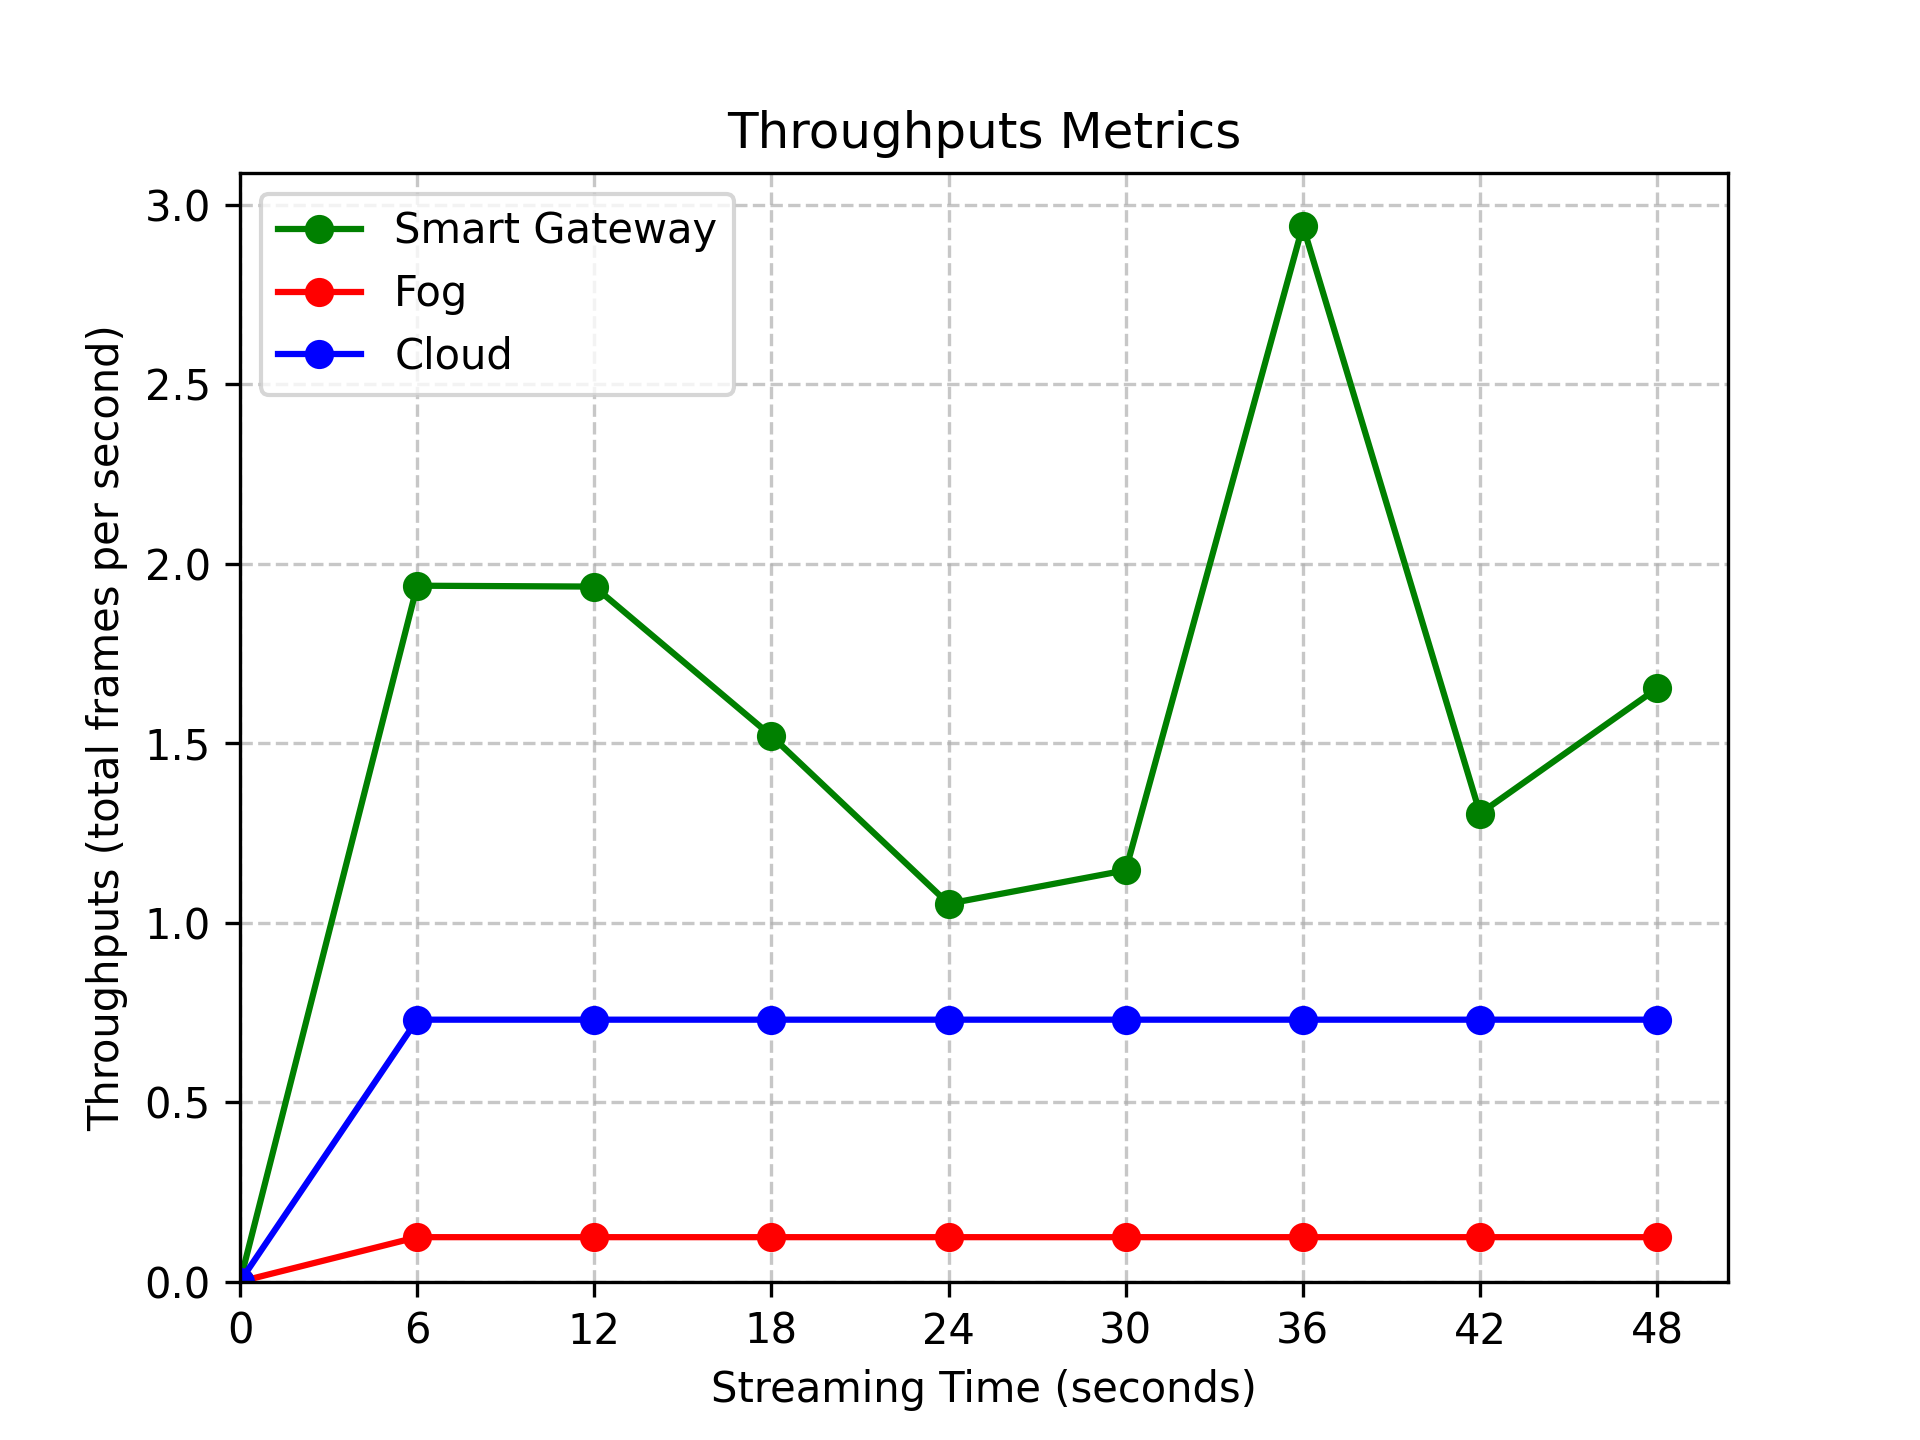 Throughputs Metrics
Smart Gateway
Fog
Cloud
Throughputs (total frames per second)
3.0
2.5
2.0
1.5
1.0
0.5
0.0
0 6 12 18 24 30 36 42 48
Streaming Time (seconds)